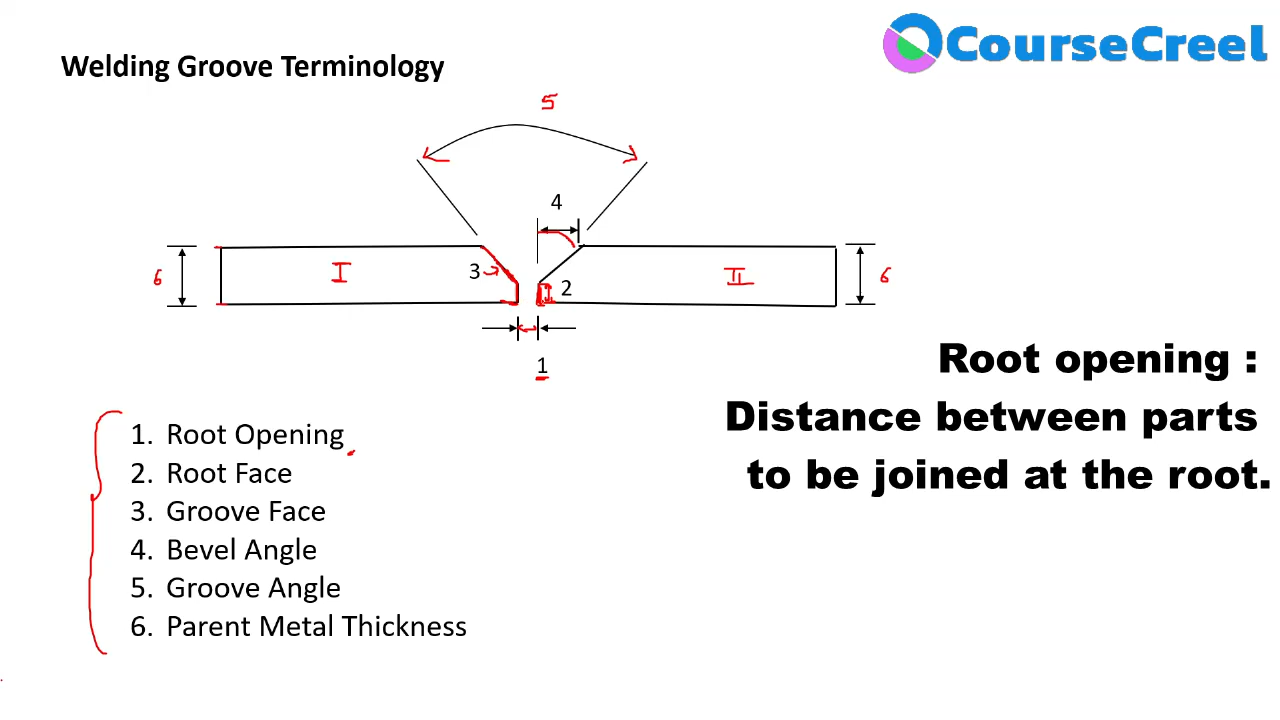 CourseCreel
Welding Groove Terminology
5
4
6
I
3
2
II
6
1
Root opening :
Distance between parts
to be joined at the root.
1. Root Opening
2. Root Face
3. Groove Face
4. Bevel Angle
5. Groove Angle
6. Parent Metal Thickness